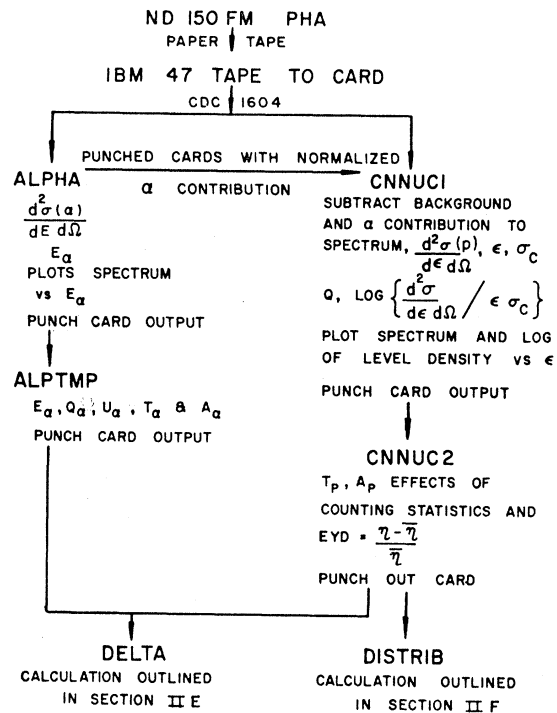 ND 150 FM PHA
PAPER TAPE
IBM 47 TAPE TO CARD
CDC 1604
PUNCHED CARDS WITH NORMALIZED
α CONTRIBUTION
ALPHA
d²σ(α)
dE dΩ
Eα
PLOTS SPECTRUM
vs Eα
PUNCH CARD OUTPUT
ALPTMP
Eα, Qα, Uα, Tα & Aα
PUNCH CARD OUTPUT
CNNUC1
SUBTRACT BACKGROUND
AND α CONTRIBUTION TO
SPECTRUM, d²σ(p)/dϵ dΩ, ϵ, σC
Q, LOG {d²σ/dϵ dΩ / ϵ σC}
PLOT SPECTRUM AND LOG
OF LEVEL DENSITY vs ϵ
PUNCH CARD OUTPUT
CNNUC2
Tp, Ap EFFECTS OF
COUNTING STATISTICS AND
EYD = η-η̅/η̅
PUNCH OUT CARD
DELTA
CALCULATION OUTLINED
IN SECTION II E
DISTRIB
CALCULATION OUTLINED
IN SECTION II F